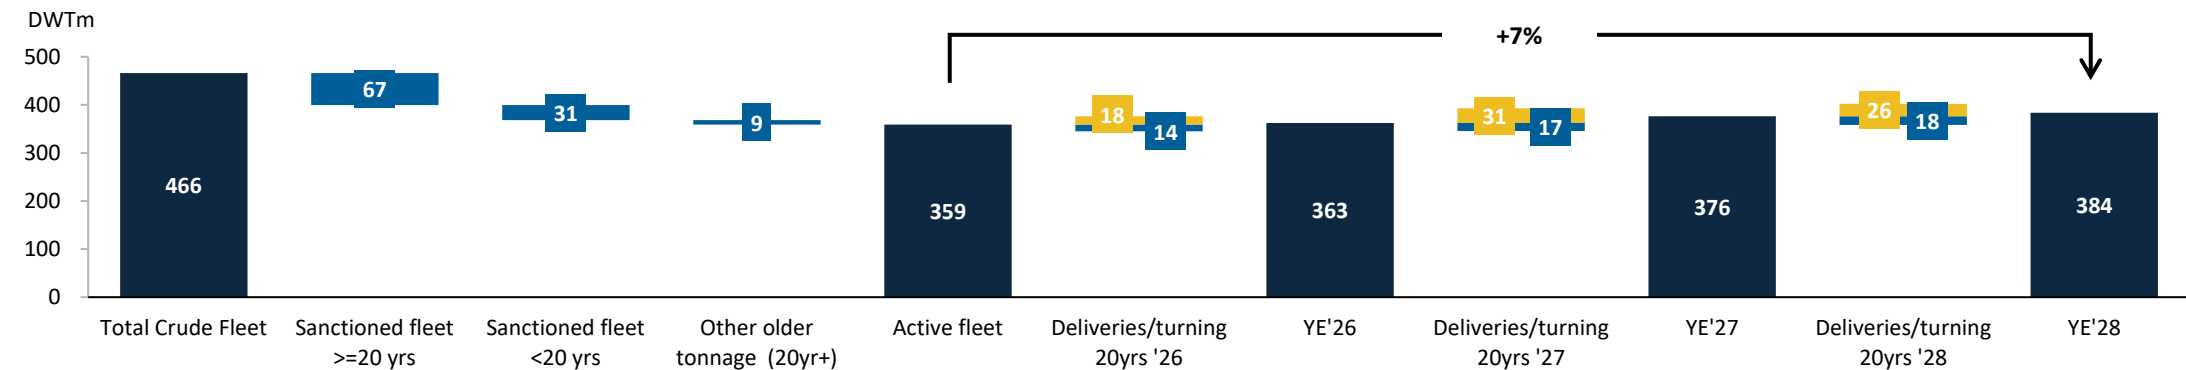 DWTm
+7%
500
400
300
200
100
0
466
67
31
9
359
18
14
363
31
17
376
26
18
384
Total Crude Fleet
Sanctioned fleet
>=20 yrs
Sanctioned fleet
<20 yrs
Other older
tonnage (20yr+)
Active fleet
Deliveries/turning
20yrs '26
YE'26
Deliveries/turning
20yrs '27
YE'27
Deliveries/turning
20yrs '28
YE'28